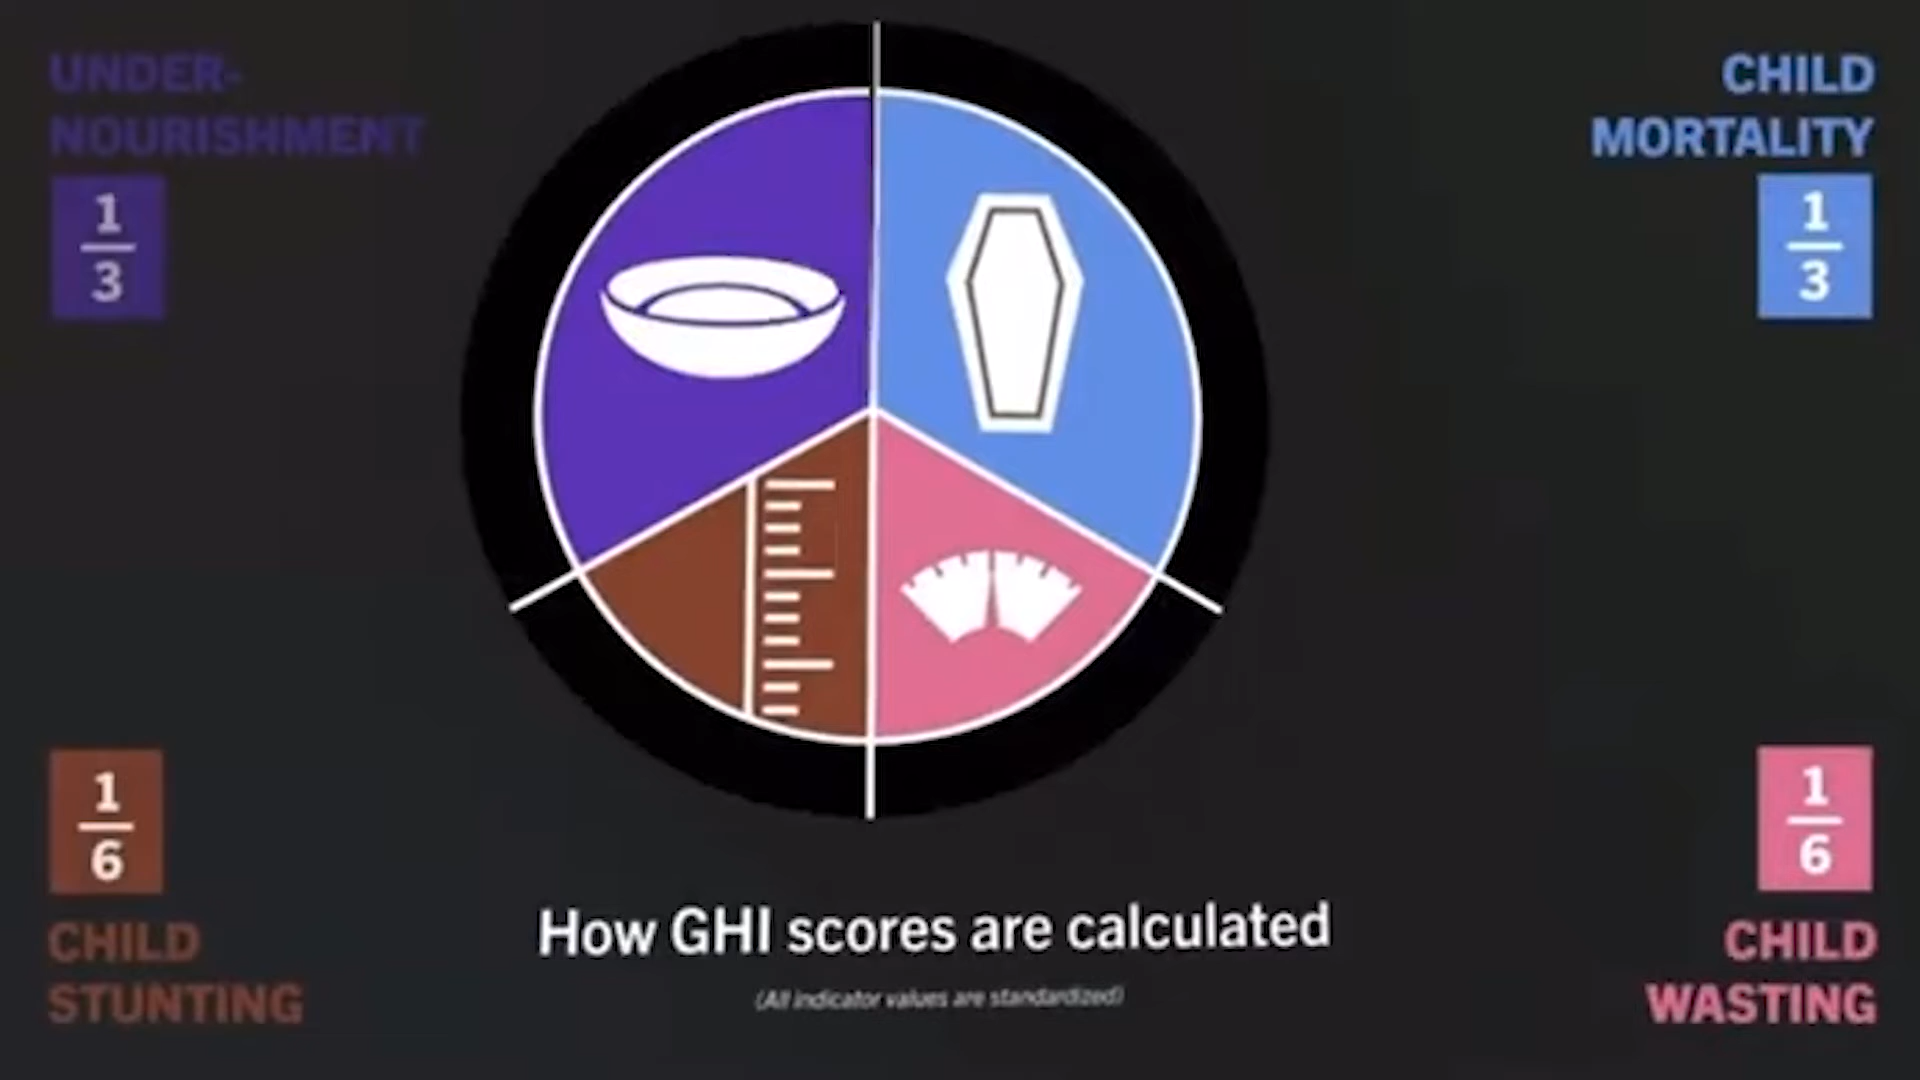 UNDER-
NOURISHMENT
1
3
CHILD
MORTALITY
1
3
1
6
CHILD
STUNTING
How GHI scores are calculated
(All indicator values are standardized)
1
6
CHILD
WASTING